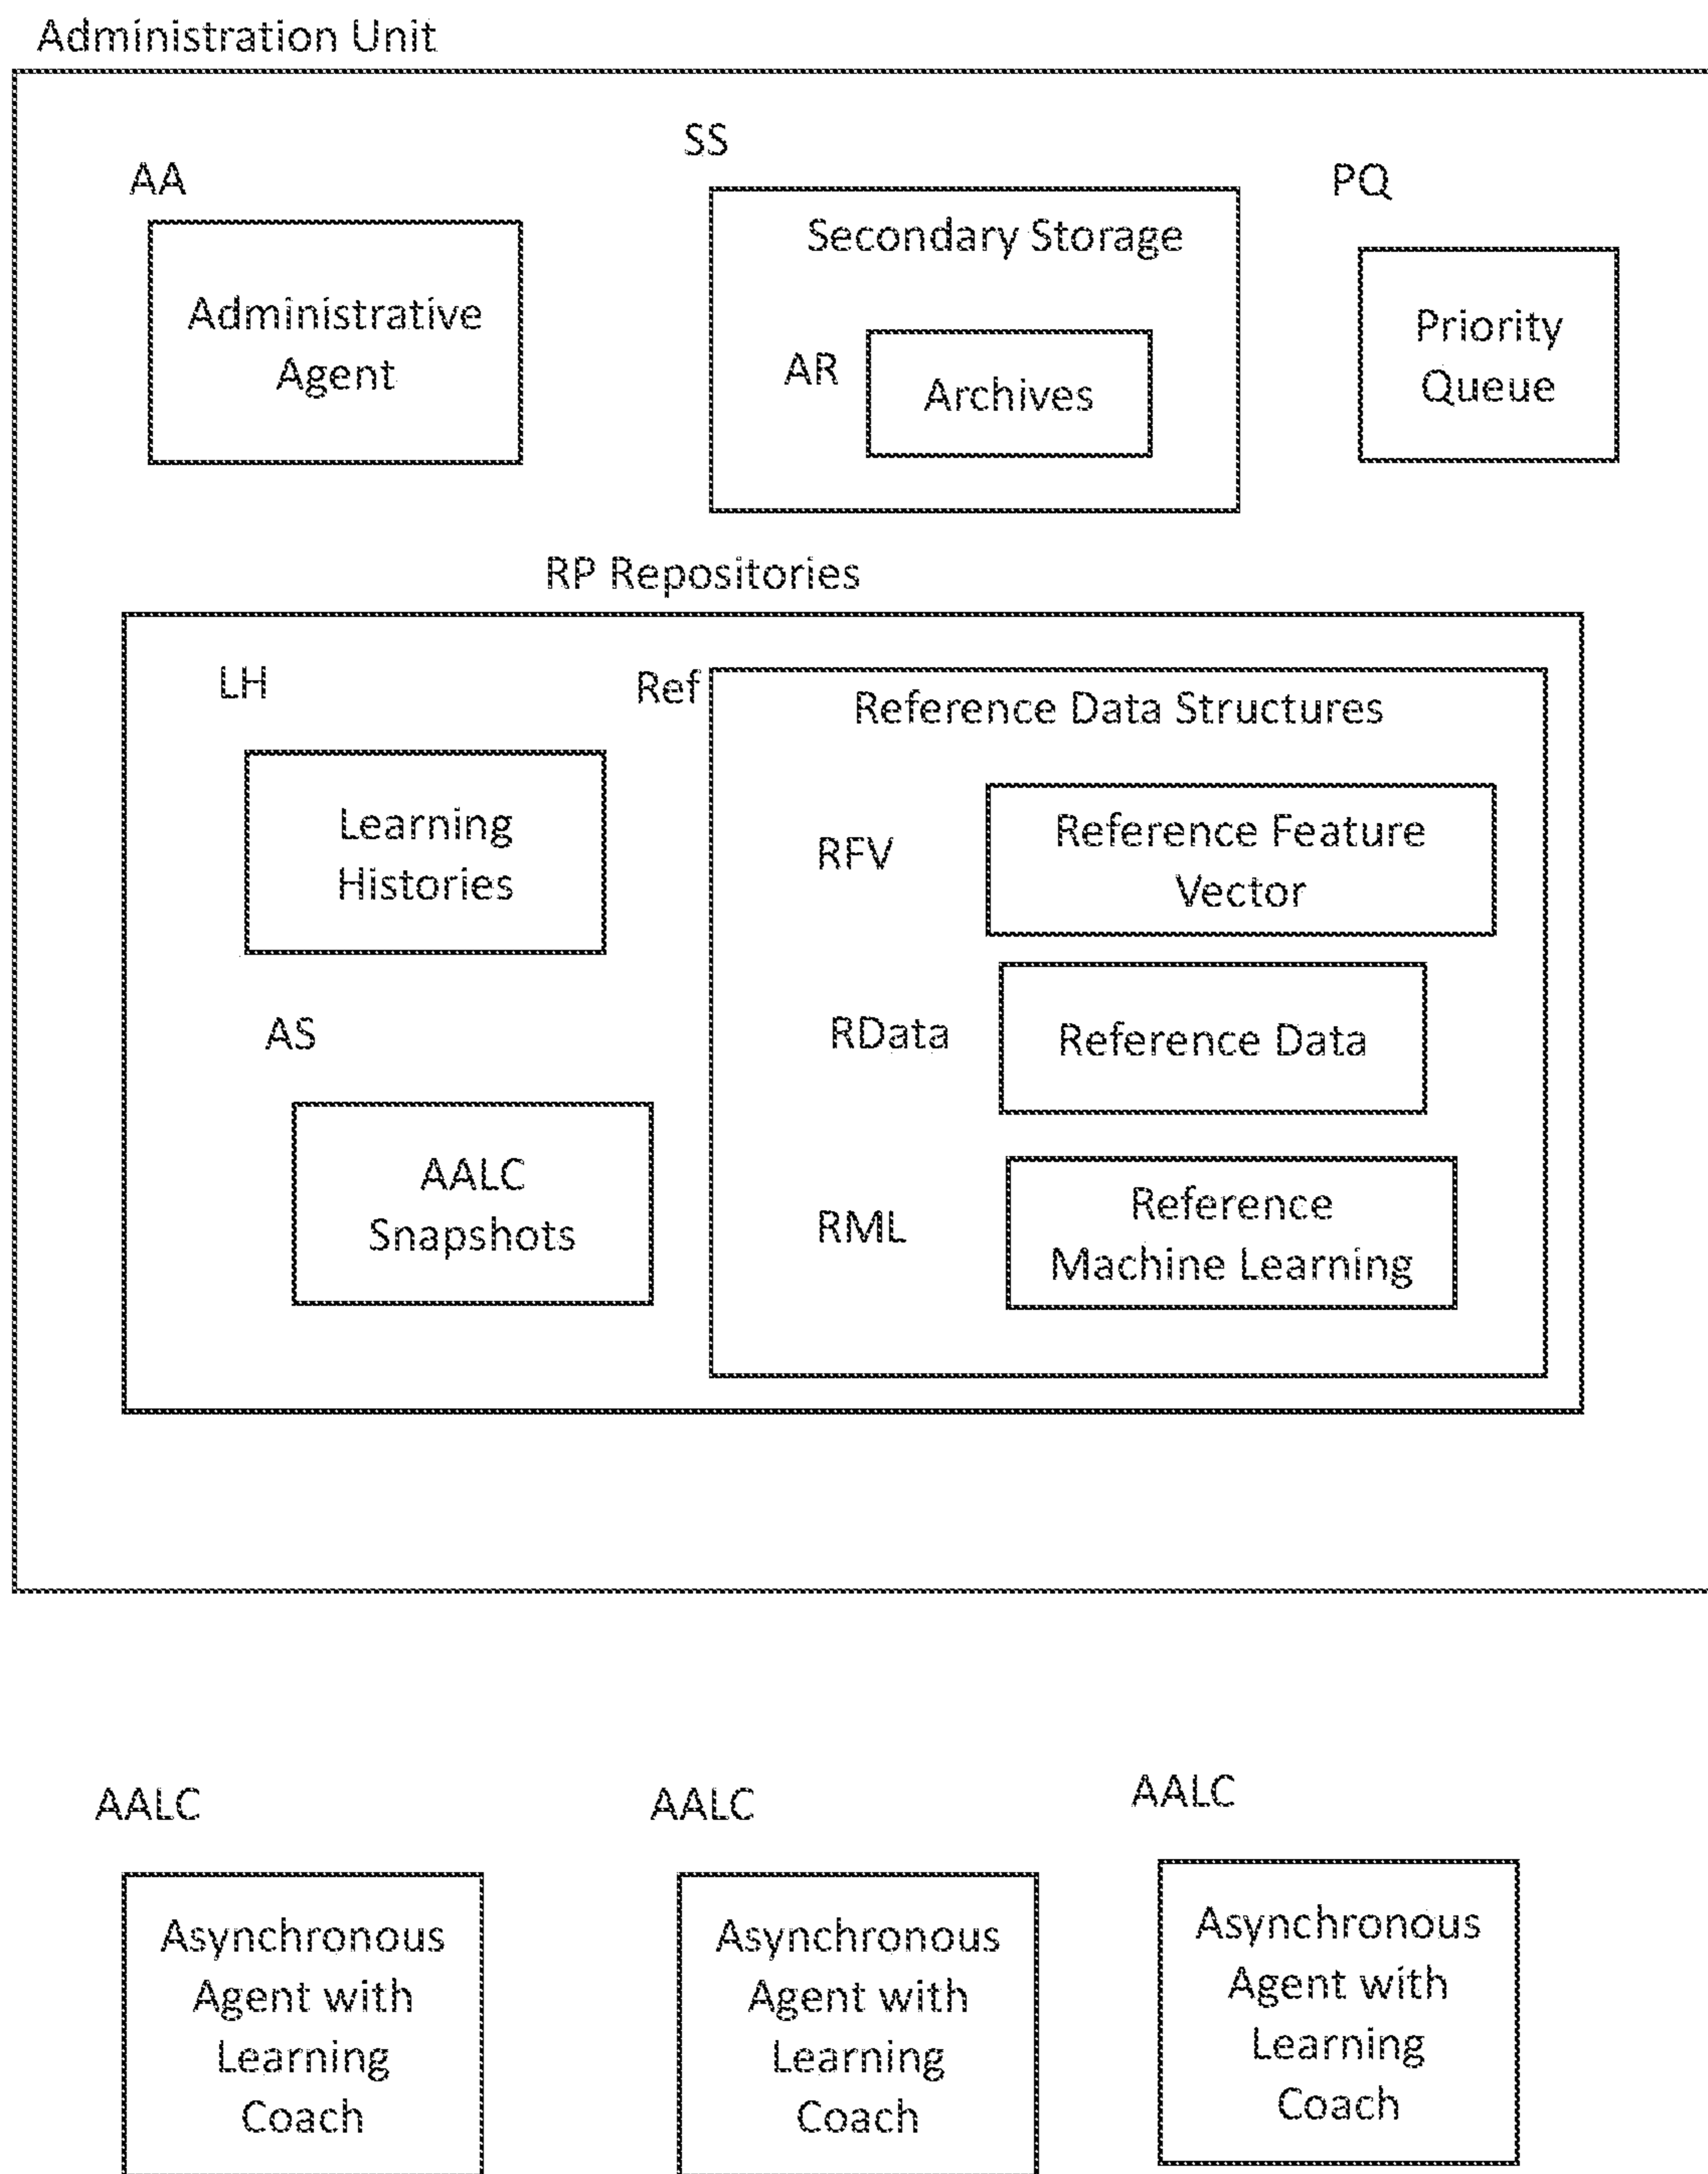 Administration Unit
SS
AA
PQ
Secondary Storage
Administrative
Agent
AR
Archives
Priority
Queue
RP Repositories
LH
Ref
Reference Data Structures
Learning
Histories
RFV
Reference Feature
Vector
AS
RData
Reference Data
AALC
Snapshots
RML
Reference
Machine Learning
AALC
AALC
AALC
Asynchronous
Agent with
Learning
Coach
Asynchronous
Agent with
Learning
Coach
Asynchronous
Agent with
Learning
Coach